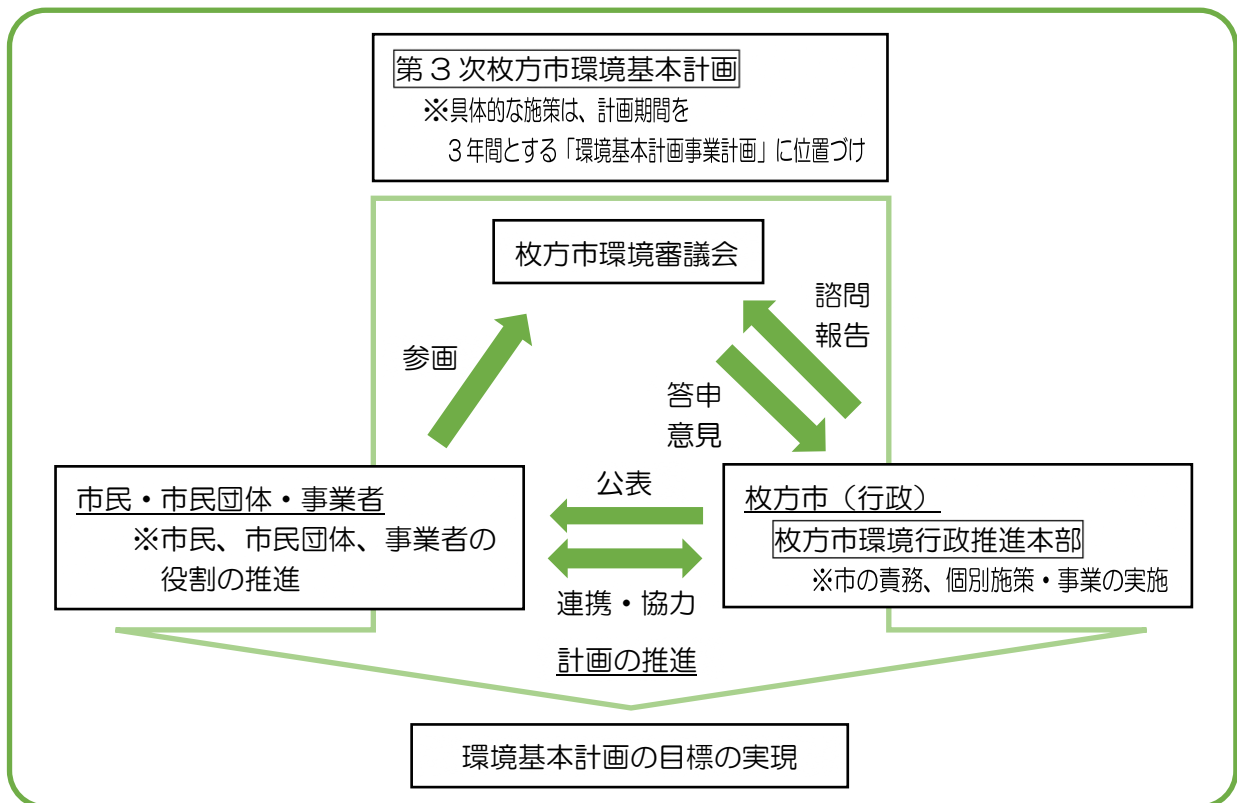 第3次枚方市環境基本計画
※具体的な施策は、計画期間を
3年間とする「環境基本計画事業計画」に位置づけ
枚方市環境審議会
諮問
報告
参画
答申
意見
市民・市民団体・事業者
※市民、市民団体、事業者の
役割の推進
公表
連携・協力
枚方市（行政）
枚方市環境行政推進本部
※市の責務、個別施策・事業の実施
計画の推進
環境基本計画の目標の実現